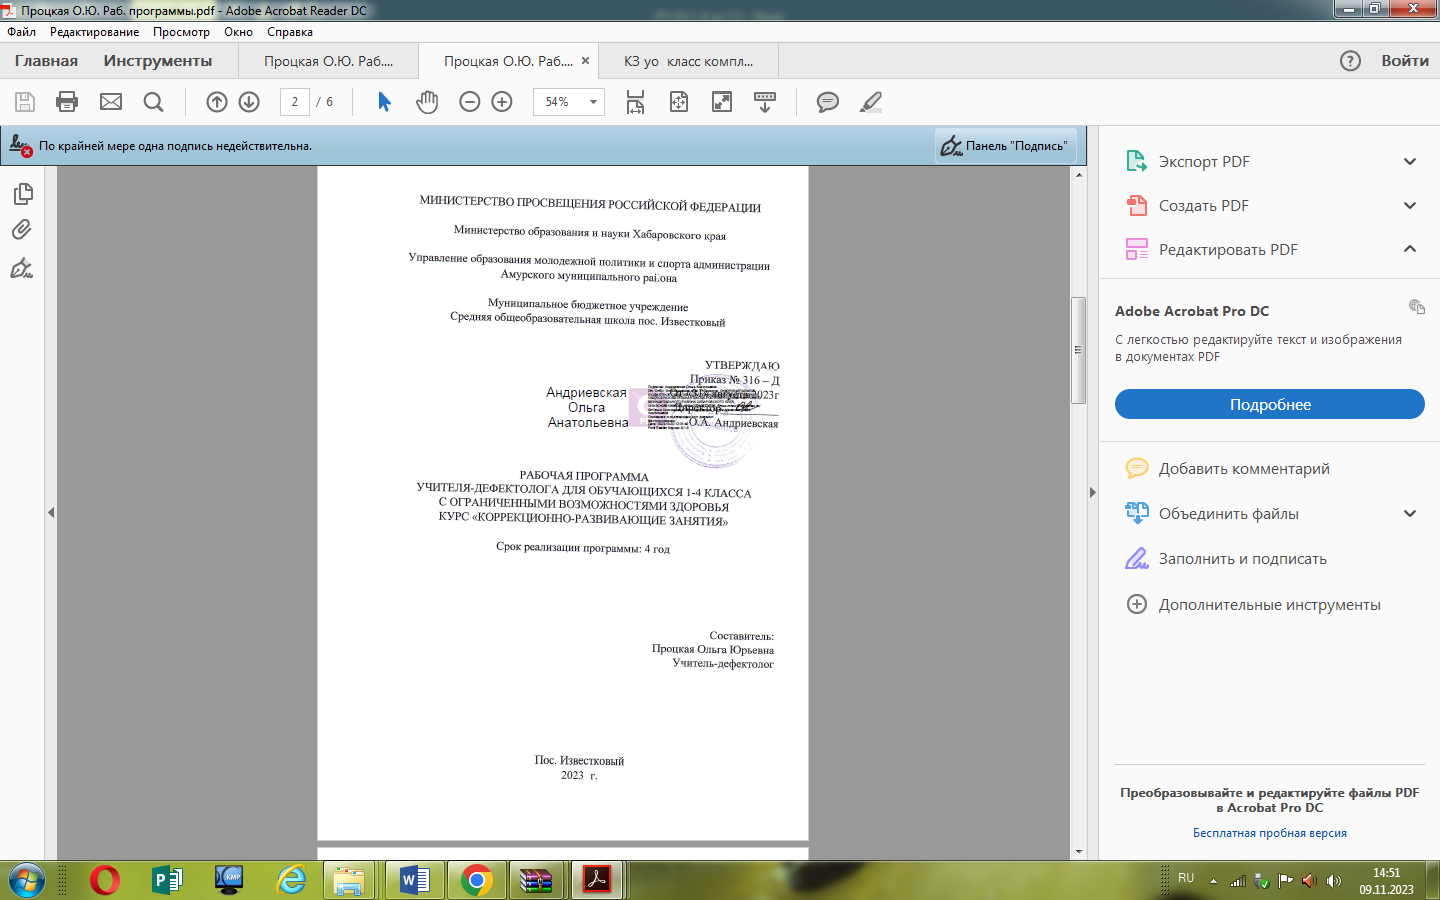 Процкая О.Ю. Раб. программы.pdf - Adobe Acrobat Reader DC
Файл Редактирование Просмотр Окно Справка
Главная Инструменты Процкая О.Ю. Раб.... Процкая О.Ю. Раб.... × КЗ уо класс компл... Войти
2 / 6 54%
По крайней мере одна подпись недействительна. Панель "Подпись"
МИНИСТЕРСТВО ПРОСВЕЩЕНИЯ РОССИЙСКОЙ ФЕДЕРАЦИИ
Министерство образования и науки Хабаровского края
Управление образования молодежной политики и спорта администрации
Амурского муниципального района
Муниципальное бюджетное учреждение
Средняя общеобразовательная школа пос. Известковый
УТВЕРЖДАЮ
Приказ № 316 – Д
августа 2023г
Андриевская
Ольга
Анатольевна
Директор
О.А. Андриевская
РАБОЧАЯ ПРОГРАММА
УЧИТЕЛЯ-ДЕФЕКТОЛОГА ДЛЯ ОБУЧАЮЩИХСЯ 1-4 КЛАССА
С ОГРАНИЧЕННЫМИ ВОЗМОЖНОСТЯМИ ЗДОРОВЬЯ
КУРС «КОРРЕКЦИОННО-РАЗВИВАЮЩИЕ ЗАНЯТИЯ»
Срок реализации программы: 4 год
Составитель:
Процкая Ольга Юрьевна
Учитель-дефектолог
Пос. Известковый
2023 г.
Экспорт PDF
Создать PDF
Редактировать PDF
Adobe Acrobat Pro DC
С легкостью редактируйте текст и изображения
в документах PDF
Подробнее
Добавить комментарий
Объединить файлы
Заполнить и подписать
Дополнительные инструменты
Преобразовывайте и редактируйте файлы PDF
в Acrobat Pro DC
Бесплатная пробная версия
KMP
RU
14:51
09.11.2023